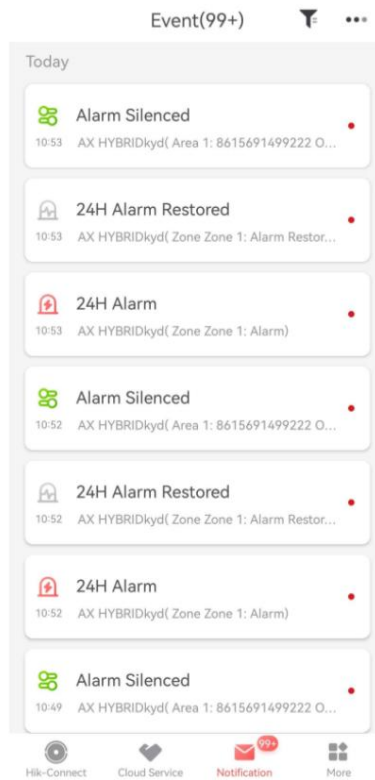 Event(99+)
Today
Alarm Silenced
10:53 AX HYBRIDkyd( Area 1: 8615691499222 O...
24H Alarm Restored
10:53 AX HYBRIDkyd( Zone Zone 1: Alarm Restor...
24H Alarm
10:53 AX HYBRIDkyd( Zone Zone 1: Alarm)
Alarm Silenced
10:52 AX HYBRIDkyd( Area 1: 8615691499222 O...
24H Alarm Restored
10:52 AX HYBRIDkyd( Zone Zone 1: Alarm Restor...
24H Alarm
10:52 AX HYBRIDkyd( Zone Zone 1: Alarm)
Alarm Silenced
10:49 AX HYBRIDkyd( Area 1: 8615691499222 O...
99+
Hik-Connect Cloud Service Notification More